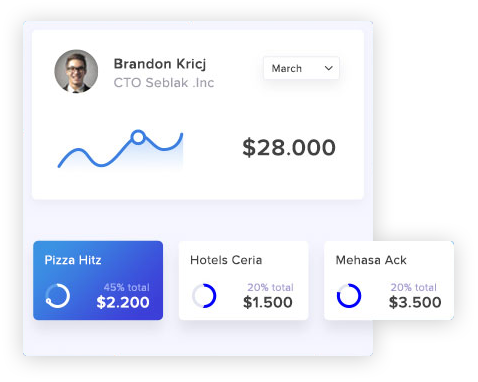 Brandon Kricj
CTO Seblak .Inc
March
$28.000
Pizza Hitz
45% total
$2.200
Hotels Ceria
20% total
$1.500
Mehasa Ack
20% total
$3.500